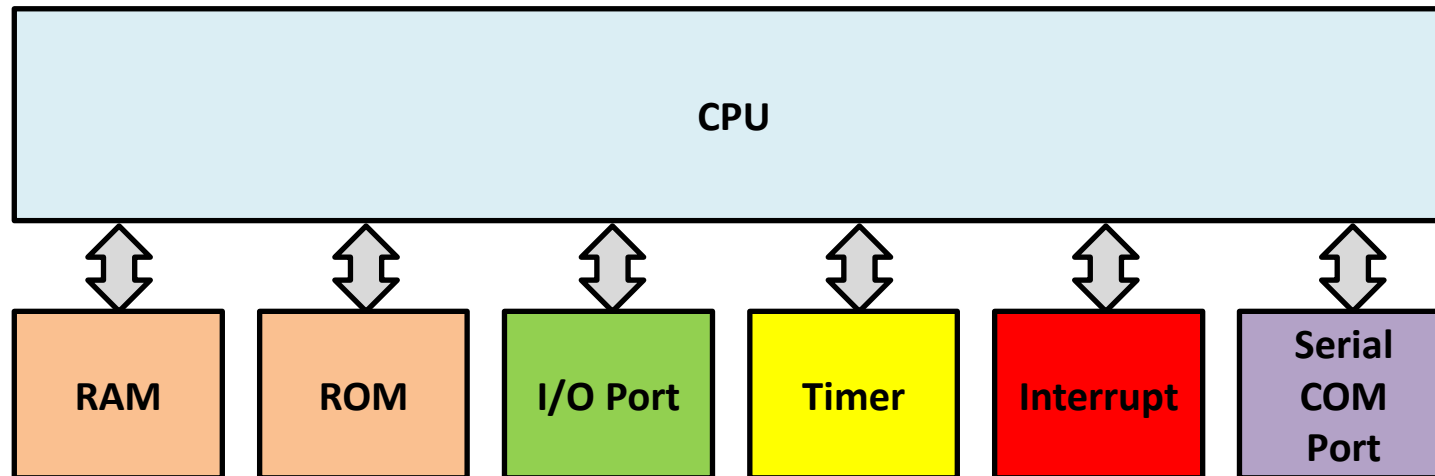 CPU
RAM
ROM
I/O Port
Timer
Interrupt
Serial
COM
Port